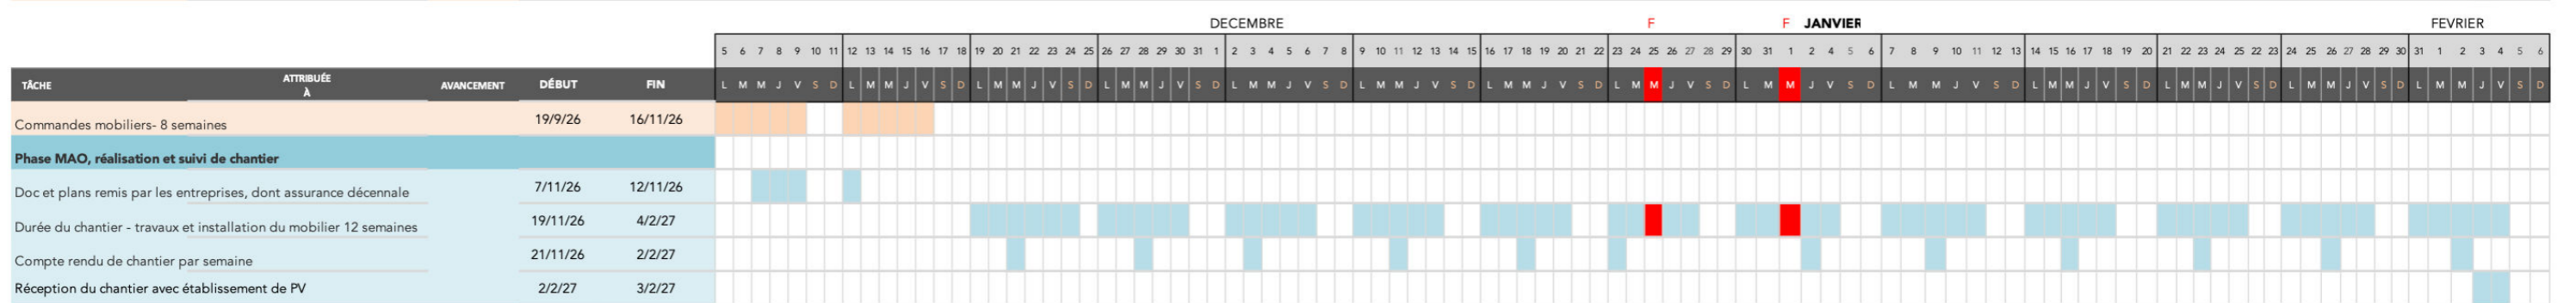 DECEMBRE F F JANVIER FEVRIER
5 6 7 8 9 10 11 12 13 14 15 16 17 18 19 20 21 22 23 24 25 26 27 28 29 30 31 1 2 3 4 5 6 7 8 9 10 11 12 13 14 15 16 17 18 19 20 21 22 23 24 25 26 27 28 29 30 31 1 2 4 5 6 7 8 9 10 11 12 13 14 15 16 17 18 19 20 21 22 23 24 25 22 23 24 25 26 27 28 29 30 31 1 2 3 4 5 6
TÂCHE ATTRIBUÉE À AVANCEMENT DÉBUT FIN L M M J V S D L M M J V S D L M M J V S D L M M J V S D L M M J V S D L M M J V S D L M M J V S D L M M J V S D L M M J V S D L M M J V S D L M M J V S D L M M J V S D L M M J V S D L M M J V S D
Commandes mobiliers- 8 semaines 19/9/26 16/11/26
Phase MAO, réalisation et suivi de chantier
Doc et plans remis par les entreprises, dont assurance décennale 7/11/26 12/11/26
Durée du chantier - travaux et installation du mobilier 12 semaines 19/11/26 4/2/27
Compte rendu de chantier par semaine 21/11/26 2/2/27
Réception du chantier avec établissement de PV 2/2/27 3/2/27